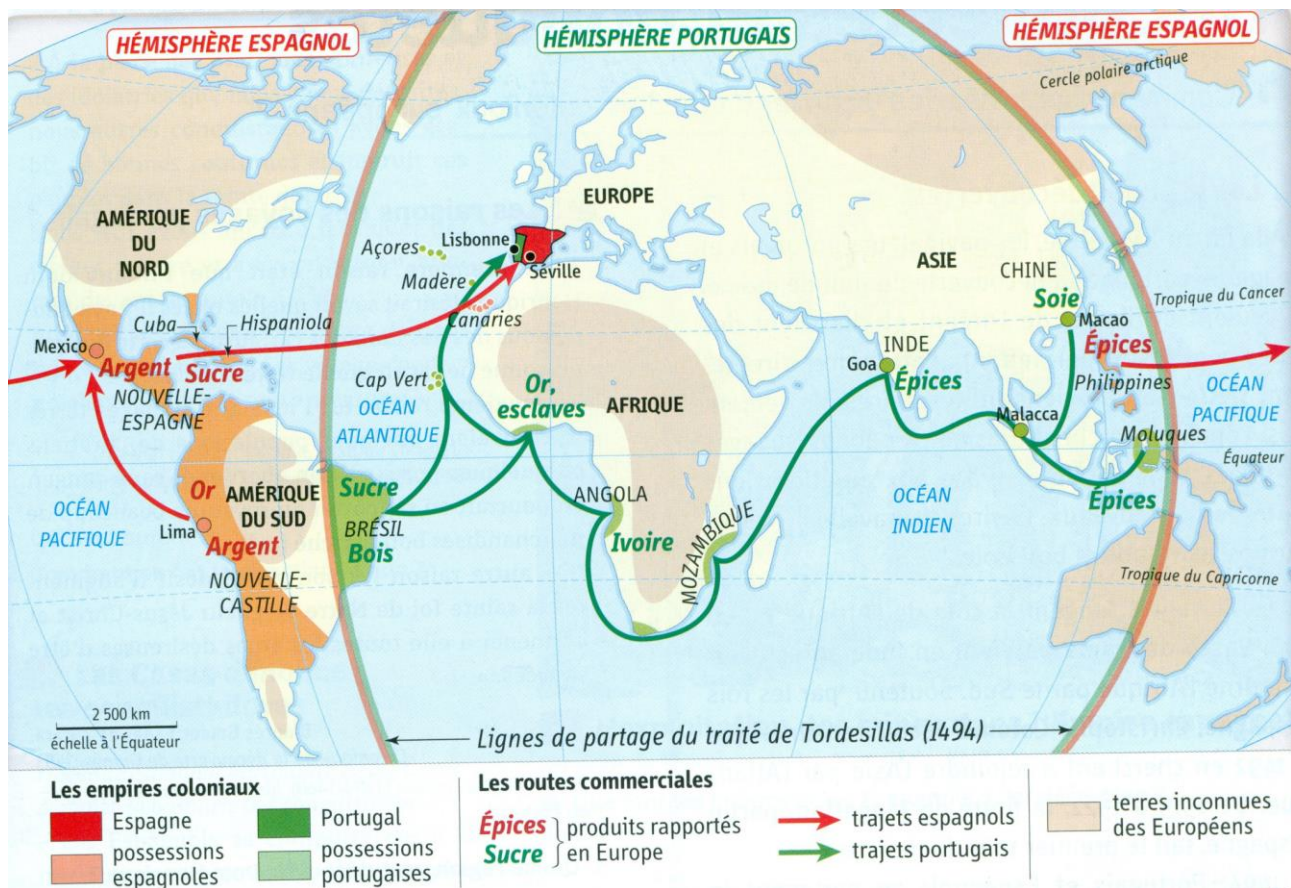 HÉMISPHÈRE ESPAGNOL
HÉMISPHÈRE PORTUGAIS
HÉMISPHÈRE ESPAGNOL
Cercle polaire arctique
AMÉRIQUE
DU
NORD
EUROPE
ASIE
Açores
Lisbonne
Séville
Madère
Canaries
CHINE
Soie
Macao
Tropique du Cancer
Cuba
Hispaniola
Mexico
Argent
Sucre
NOUVELLE-
ESPAGNE
Cap Vert
OCÉAN
ATLANTIQUE
Or,
esclaves
AFRIQUE
INDE
Goa
Épices
Épices
Philippines
OCÉAN
PACIFIQUE
Malacca
Moluques
Équateur
Épices
OCÉAN
PACIFIQUE
Or
AMÉRIQUE
DU SUD
Lima
Argent
NOUVELLE-
CASTILLE
Sucre
BRÉSIL
Bois
ANGOLA
Ivoire
MOZAMBIQUE
OCÉAN
INDIEN
Tropique du Capricorne
2 500 km
échelle à l'Équateur
Lignes de partage du traité de Tordesillas (1494)
Les empires coloniaux
Espagne
Portugal
possessions
espagnoles
possessions
portugaises
Les routes commerciales
Épices
Sucre
produits rapportés
en Europe
trajets espagnols
trajets portugais
terres inconnues
des Européens